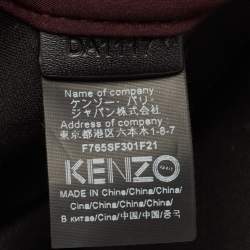 Name of company
ケンゾー・パリ・
ジャパン株式会社
Address of company
東京都港区六本木1-8-7
F765SF301F21
KENZO
MADE IN China/China/China/
Cina/China/China/China/
В китае/Cin/中国/中国/중국